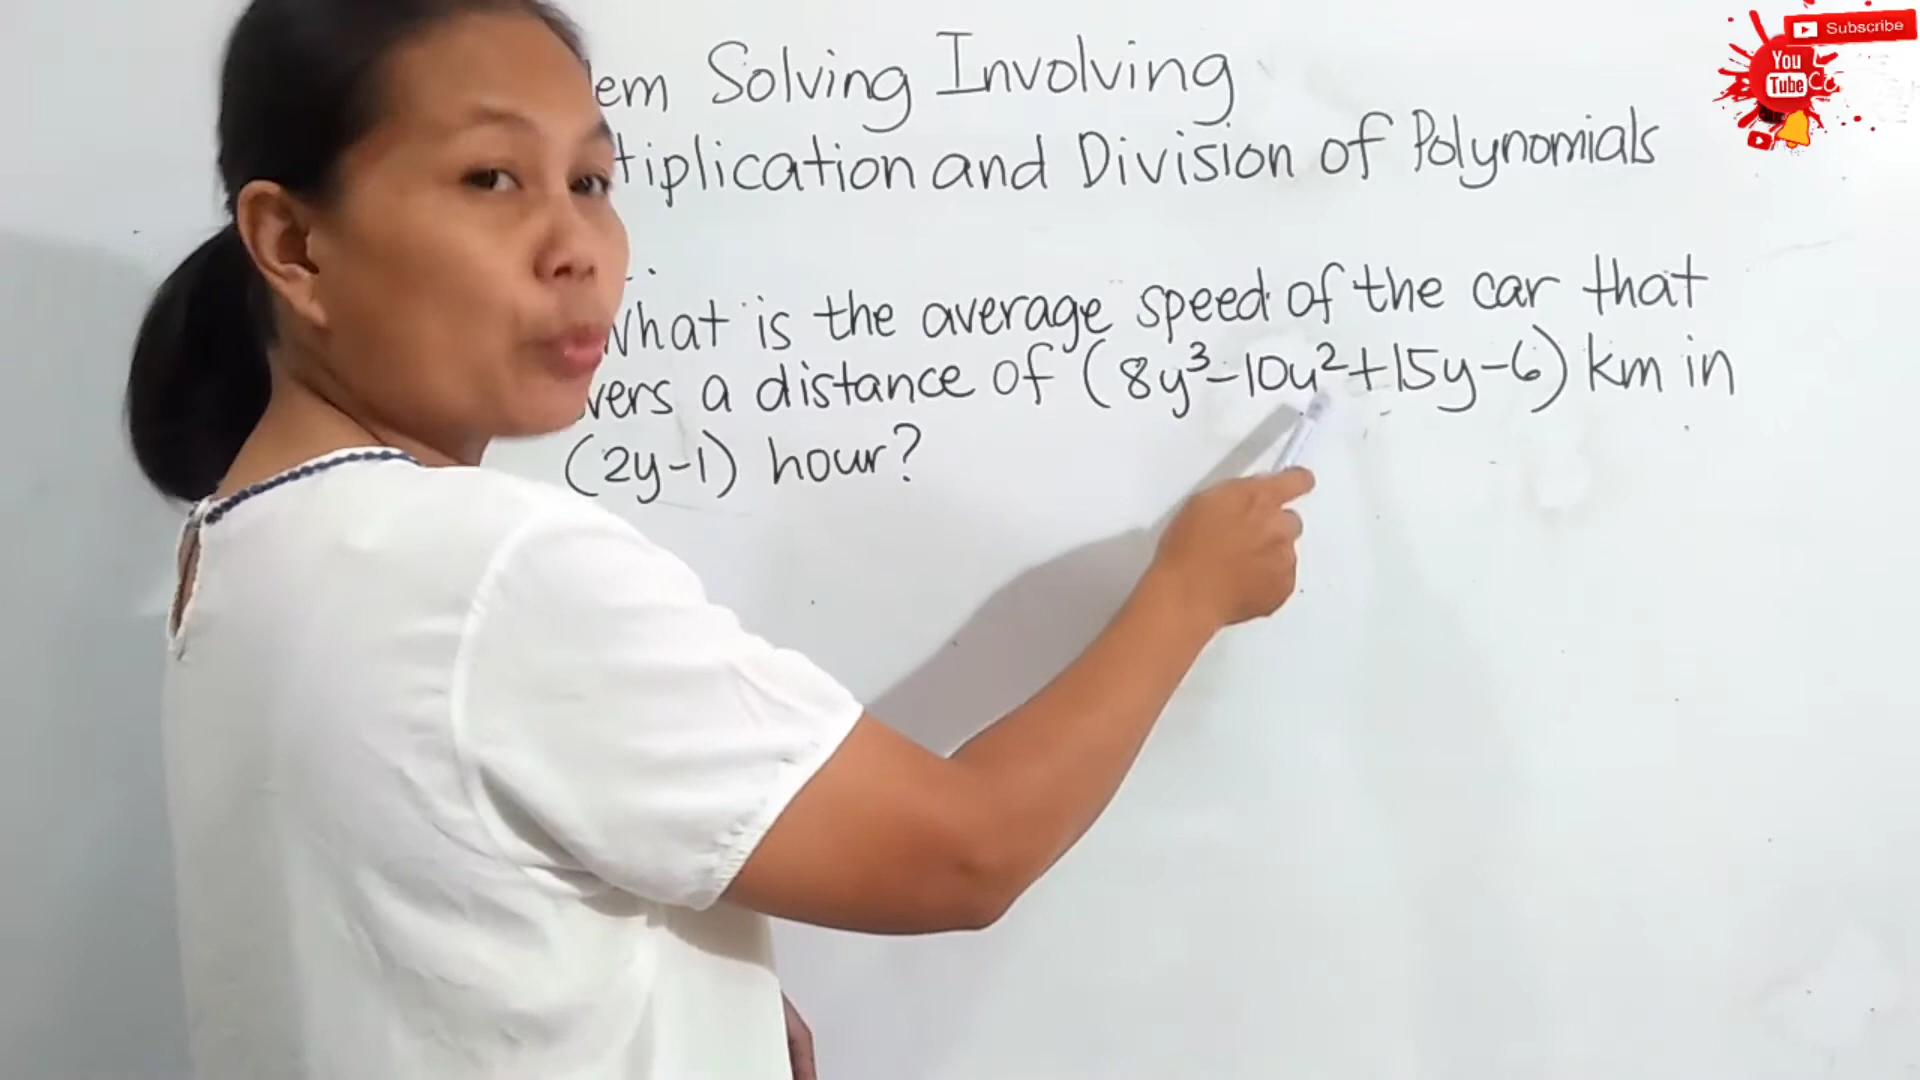 em Solving Involving
tiplication and Division of Polynomials
hat is the average speed of the car that
vers a distance of (8y³-10y²+15y-6) km in
(2y-1) hour?
Subscribe
You
Tube